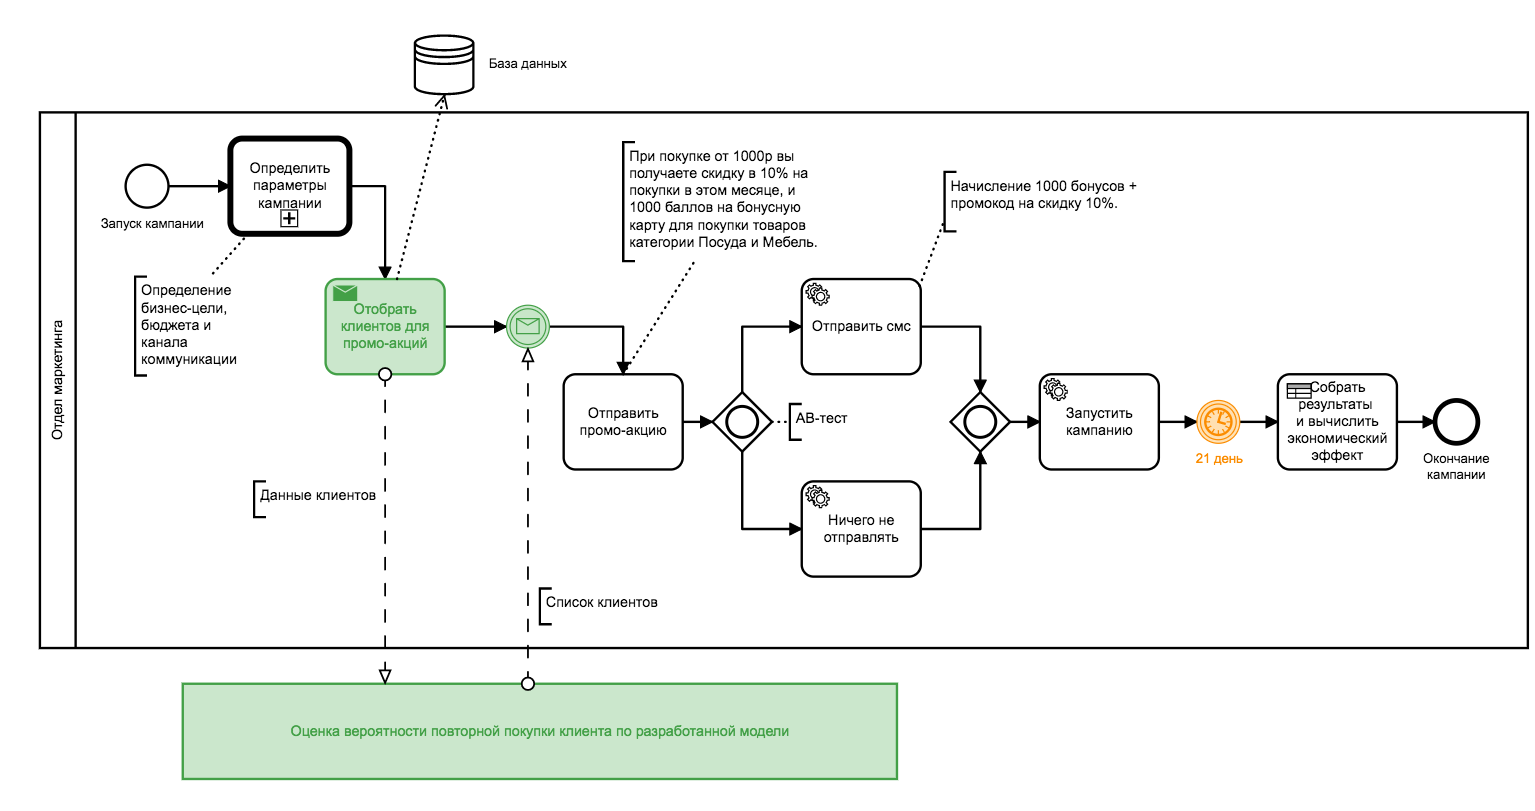 База данных
Отдел маркетинга
Запуск кампании
Определить
параметры
кампании
Определение
бизнес-цели,
бюджета и
канала
коммуникации
Отобрать
клиентов для
промо-акций
При покупке от 1000р вы
получаете скидку в 10% на
покупки в этом месяце, и
1000 баллов на бонусную
карту для покупки товаров
категории Посуда и Мебель.
Отправить
промо-акцию
АВ-тест
Начисление 1000 бонусов +
промокод на скидку 10%.
Отправить смс
Ничего не
отправлять
Запустить
кампанию
21 день
Собрать
результаты
и вычислить
экономический
эффект
Окончание
кампании
Данные клиентов
Список клиентов
Оценка вероятности повторной покупки клиента по разработанной модели